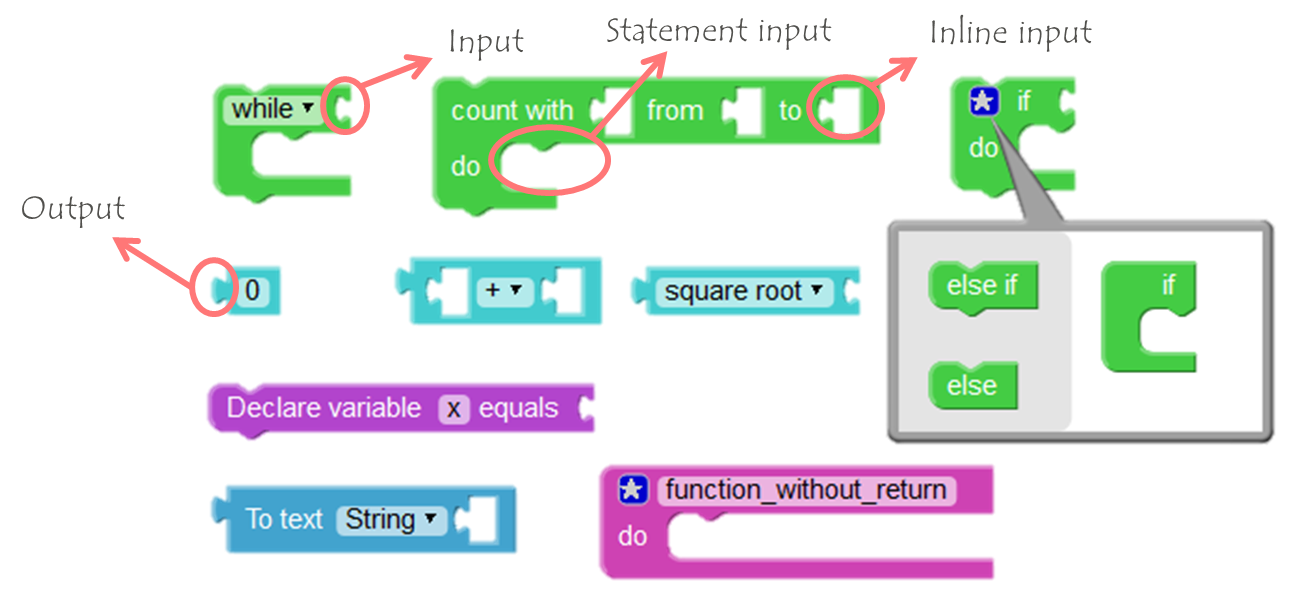 Input
Statement input
Inline input
while
count with from to
do
if
do
Output
0
+
square root
else if
if
else
Declare variable x equals
To text String
function_without_return
do